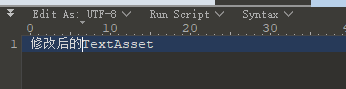 Edit As: UTF-8 Run Script Syntax
0 10 20 30
1 修改后的TextAsset